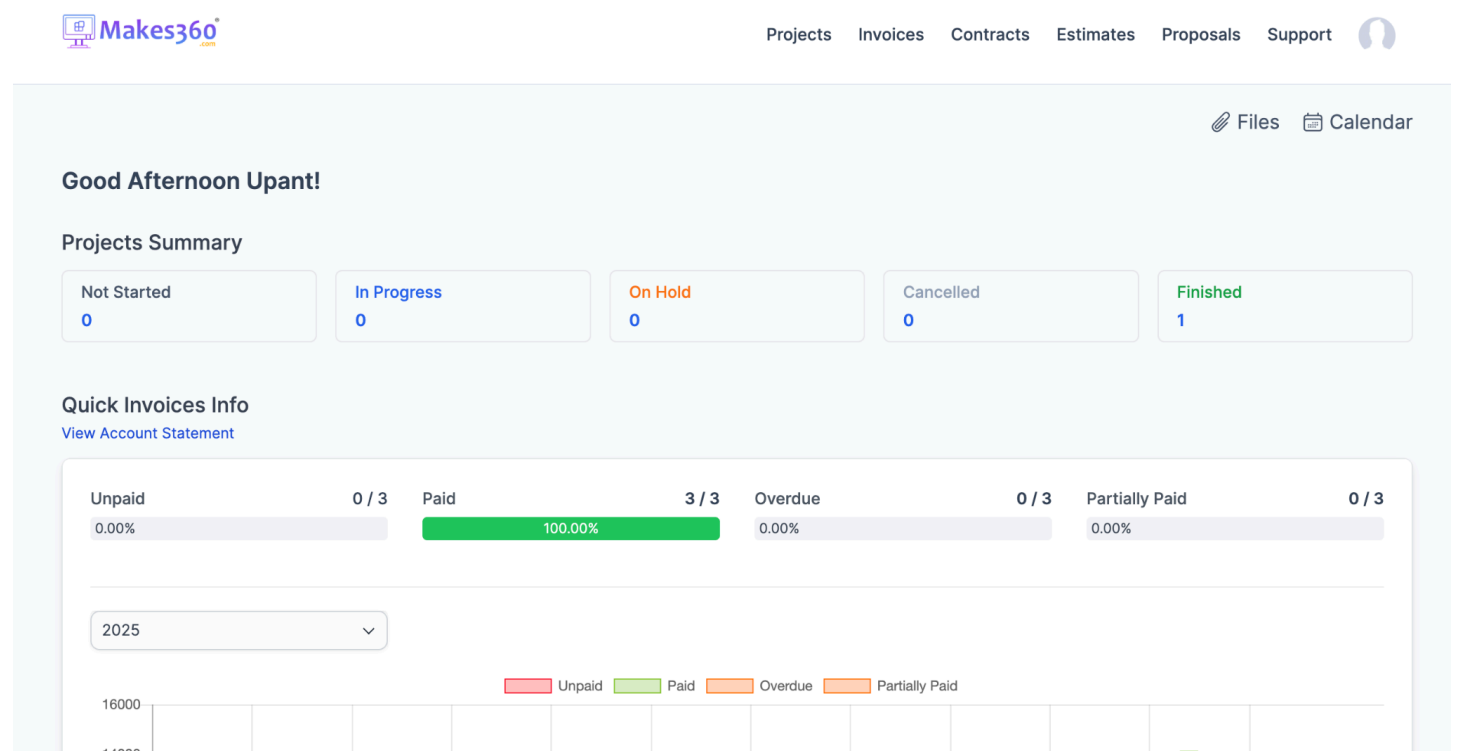 Makes360
.com
Projects Invoices Contracts Estimates Proposals Support
Files Calendar
Good Afternoon Upant!
Projects Summary
Not Started In Progress On Hold Cancelled Finished
0 0 0 0 1
Quick Invoices Info
View Account Statement
Unpaid 0 / 3 Paid 3 / 3 Overdue 0 / 3 Partially Paid 0 / 3
0.00% 100.00% 0.00% 0.00%
2025
Unpaid Paid Overdue Partially Paid
16000